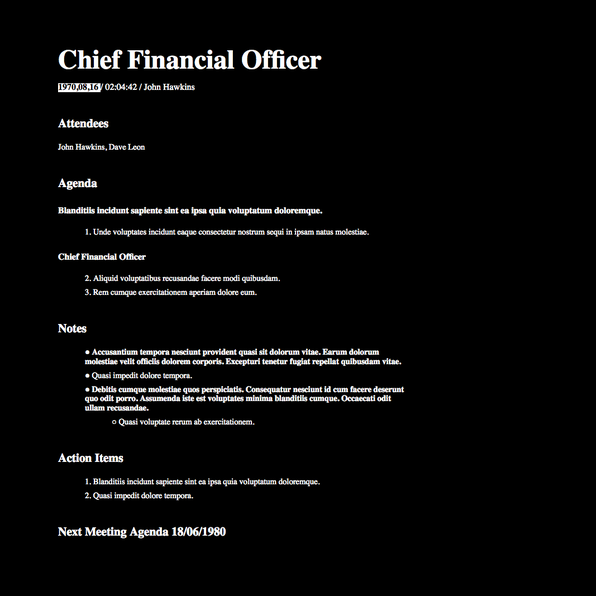 Chief Financial Officer
1970,08,16 / 02:04:42 / John Hawkins
Attendees
John Hawkins, Dave Leon
Agenda
Blanditiis incidunt sapiente sint ea ipsa quia voluptatum doloremque.
1. Unde voluptates incidunt eaque consectetur nostrum sequi in ipsam natus molestiae.
Chief Financial Officer
2. Aliquid voluptatibus recusandae facere modi quibusdam.
3. Rem cumque exercitationem aperiam dolore eum.
Notes
● Accusantium tempora nesciunt provident quasi sit dolorum vitae. Earum dolorum
molestiae velit officiis dolorem corporis. Excepturi tenetur fugiat repellat quibusdam vitae.
● Quasi impedit dolore tempora.
● Debitis cumque molestiae quos perspiciatis. Consequatur nesciunt id cum facere deserunt
quo odit porro. Assumenda iste est voluptates minima blanditiis cumque. Occaecati odit
ullam recusandae.
○ Quasi voluptate rerum ab exercitationem.
Action Items
1. Blanditiis incidunt sapiente sint ea ipsa quia voluptatum doloremque.
2. Quasi impedit dolore tempora.
Next Meeting Agenda 18/06/1980